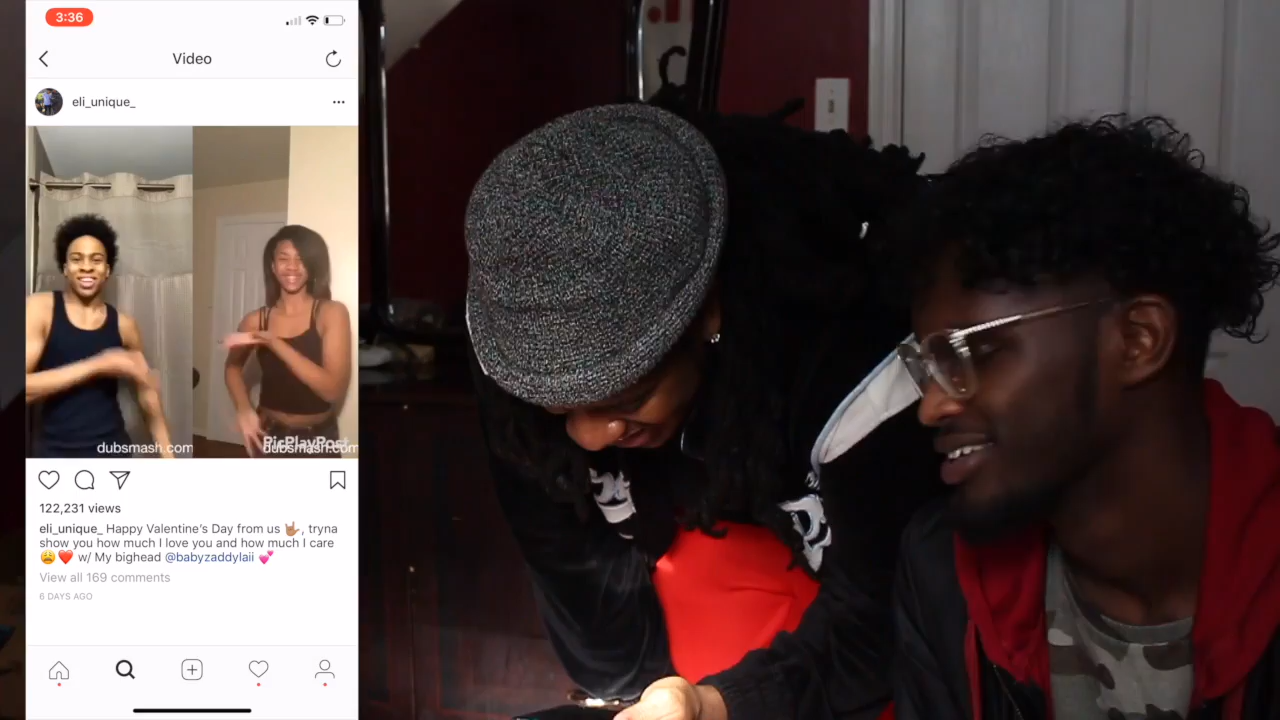 3:36
Video
eli_unique_
dubsmash.com
PicPlayPost
dubsmash.com
122,231 views
eli_unique_ Happy Valentine's Day from us 🤟🏽, tryna
show you how much I love you and how much I care
😩❤️ w/ My bighead @babyzaddylaii 💕
View all 169 comments
6 DAYS AGO